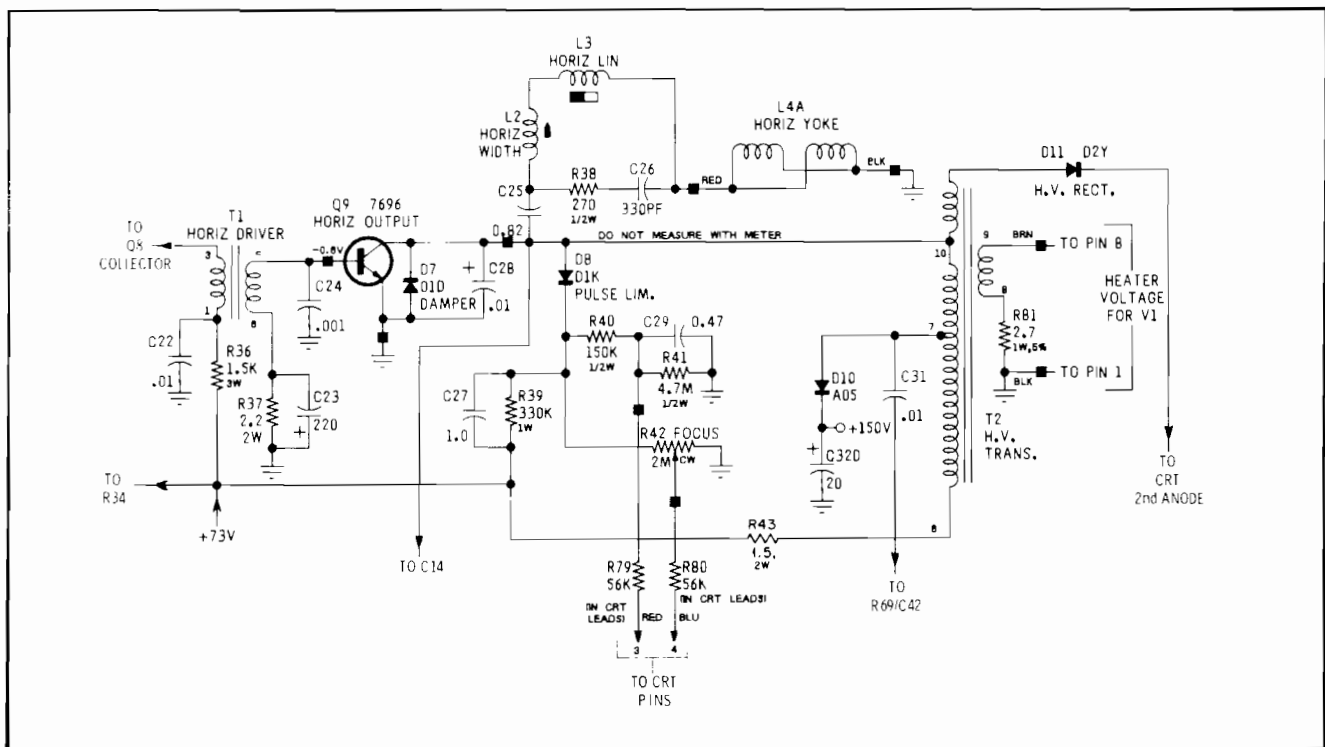 L3
HORIZ LIN
L4A
HORIZ YOKE
L2
HORIZ
WIDTH
R38
270
1/2W
C26
330PF
RED
BLK
D11 D2Y
H.V. RECT.
C25
0.82
DO NOT MEASURE WITH METER
Q9 7696
HORIZ OUTPUT
TO
Q8
COLLECTOR
T1
HORIZ DRIVER
3
1
-0.6V
C24
.001
D7
D1D
DAMPER
+
C28
.01
D8
D1K
PULSE LIM.
10
9
BRN
TO PIN 8
HEATER
VOLTAGE
FOR V1
8
R81
2.7
1W,5%
BLK
TO PIN 1
C22
.01
R36
1.5K
3W
R37
2.2
2W
C23
220
+
R40
150K
1/2W
C29
0.47
R41
4.7M
1/2W
C27
1.0
R39
330K
1W
R42 FOCUS
2M
CW
7
D10
A05
C31
.01
+150V
+
C32D
20
T2
H.V.
TRANS.
TO
R34
+73V
TO C14
R43
1.5,
2W
TO
R69/C42
TO
CRT
2nd ANODE
R79
56K
(IN CRT
LEADS)
RED
R80
56K
(IN CRT LEADS)
BLU
3
4
TO CRT
PINS